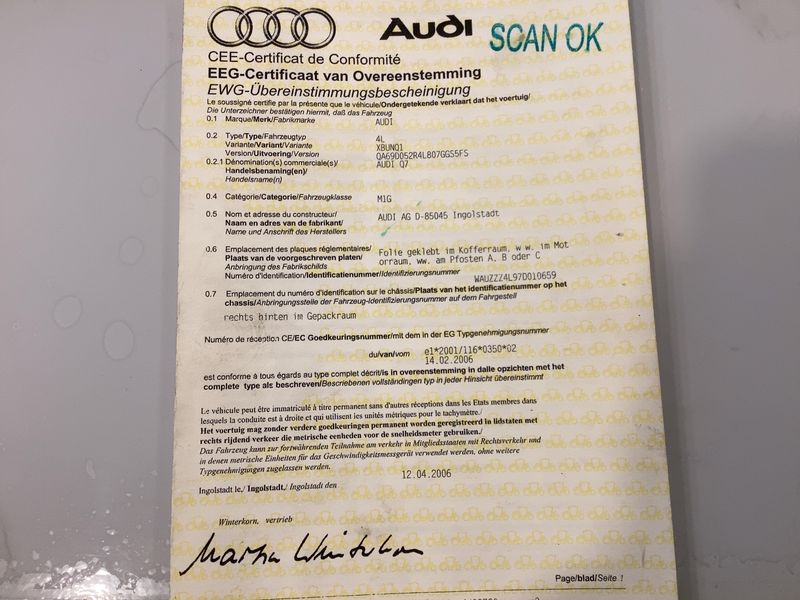 Audi
SCAN OK
CEE-Certificat de Conformité
EEG-Certificaat van Overeenstemming
EWG-Übereinstimmungsbescheinigung
Le soussigné certifie par la présente que le véhicule/Ondergetekende verklaart dat het voertuig/
Die Unterzeichner bestätigen hiermit, daß das Fahrzeug
0.1 Marque/Merk/Fabrikmarke AUDI
0.2 Type/Type/Fahrzeugtyp 4L
Variante/Variant/Variante XBUNQ1
Version/Uitvoering/Version QA69D052R4L807GGS5FS
0.2.1 Dénomination(s) commerciale(s)/ AUDI Q7
Handelsbenaming(en)/
Handelsname(n)
0.4 Catégorie/Categorie/Fahrzeugklasse M1G
0.5 Nom et adresse du constructeur/ AUDI AG D-85045 Ingolstadt
Naam en adres van de fabrikant/
Name und Anschrift des Herstellers
0.6 Emplacement des plaques réglementaires/ Folie geklebt im Kofferraum, w w. im Mot
Plaats van de voorgeschreven platen/ orraum, ww. am Pfosten A, B oder C
Anbringung des Fabrikschilds
Numéro d'identification/Identificatienummer/Identifizierungsnummer WAUZZZ4L97D010659
0.7 Emplacement du numéro d'identification sur le châssis/Plaats van het identificatienummer op het
chassis/Anbringungsstelle der Fahrzeug-Identifizierungsnummer auf dem Fahrgestell
rechts hinten im Gepackraum
Numéro de réception CE/EC Goedkeuringsnummer/mit dem in der EG Typgenehmigungsnummer
e1*2001/116*0350*02
du/van/vom 14.02.2006
est conforme à tous égards au type complet décrit/is in overeenstemming in dalle opzichten met het
complete type als beschreven/Beschriebenen vollständingen typ in jeder Hinsicht übereinstimmt
Le véhicule peut être immatriculé à titre permanent sans d'autres réceptions dans les Etats membres dans
lesquels la conduite est à droite et qui utilisent les unités métriques pour le tachymètre./
Het voertuig mag zonder verdere goedkeuringen permanent worden geregistreerd in lidstaten met
rechts rijdend verkeer die metrische eenheden voor de snelheidsmeter gebruiken./
Das Fahrzeug kann zur fortwährenden Teilnahme am verkehr in Mitgliedsstaaten mit Rechtsverkehr und
in denen metrische Einheiten für das Geschwindigkeitsmessgerät verwendet werden, ohne weitere
Typgenehmigungen zugelassen werden.
12.04.2006
Ingolstadt le,/ Ingolstadt,/ Ingolstadt den
Winterkorn, vertrieb
Martin Winterkorn
Page/blad/Seite 1